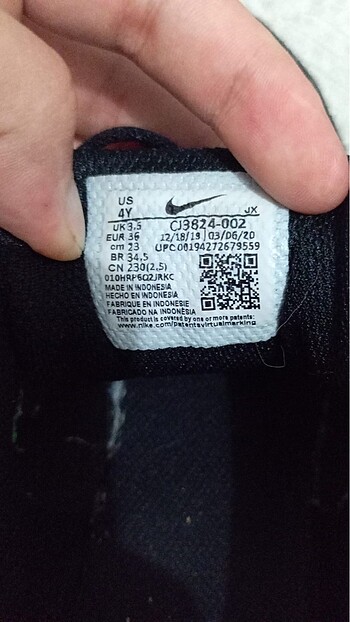 US
4Y
JX
UK 3,5
CJ3824-002
EUR 36
12/18/19 03/06/20
cm 23
UPC:00194272679559
BR 34,5
CN 230(2,5)
010HRP6Q2JRKC
MADE IN INDONESIA
HECHO EN INDONESIA
FABRIQUE EN INDONESIE
FABRICADO NA INDONÉSIA
This product is covered by one or more patents:
www.nike.com/patentsvirtualmarking